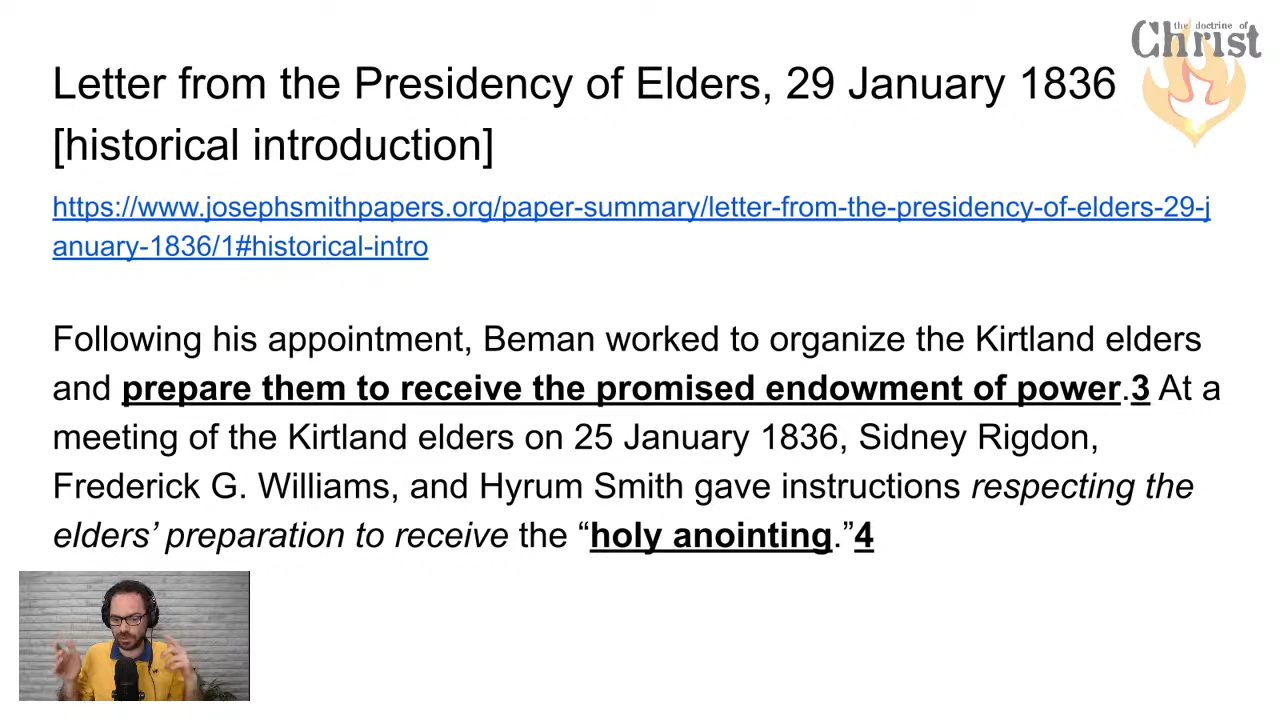 the doctrine of
Christ
Letter from the Presidency of Elders, 29 January 1836
[historical introduction]
https://www.josephsmithpapers.org/paper-summary/letter-from-the-presidency-of-elders-29-j
anuary-1836/1#historical-intro
Following his appointment, Beman worked to organize the Kirtland elders
and prepare them to receive the promised endowment of power.3 At a
meeting of the Kirtland elders on 25 January 1836, Sidney Rigdon,
Frederick G. Williams, and Hyrum Smith gave instructions respecting the
elders’ preparation to receive the “holy anointing.”4